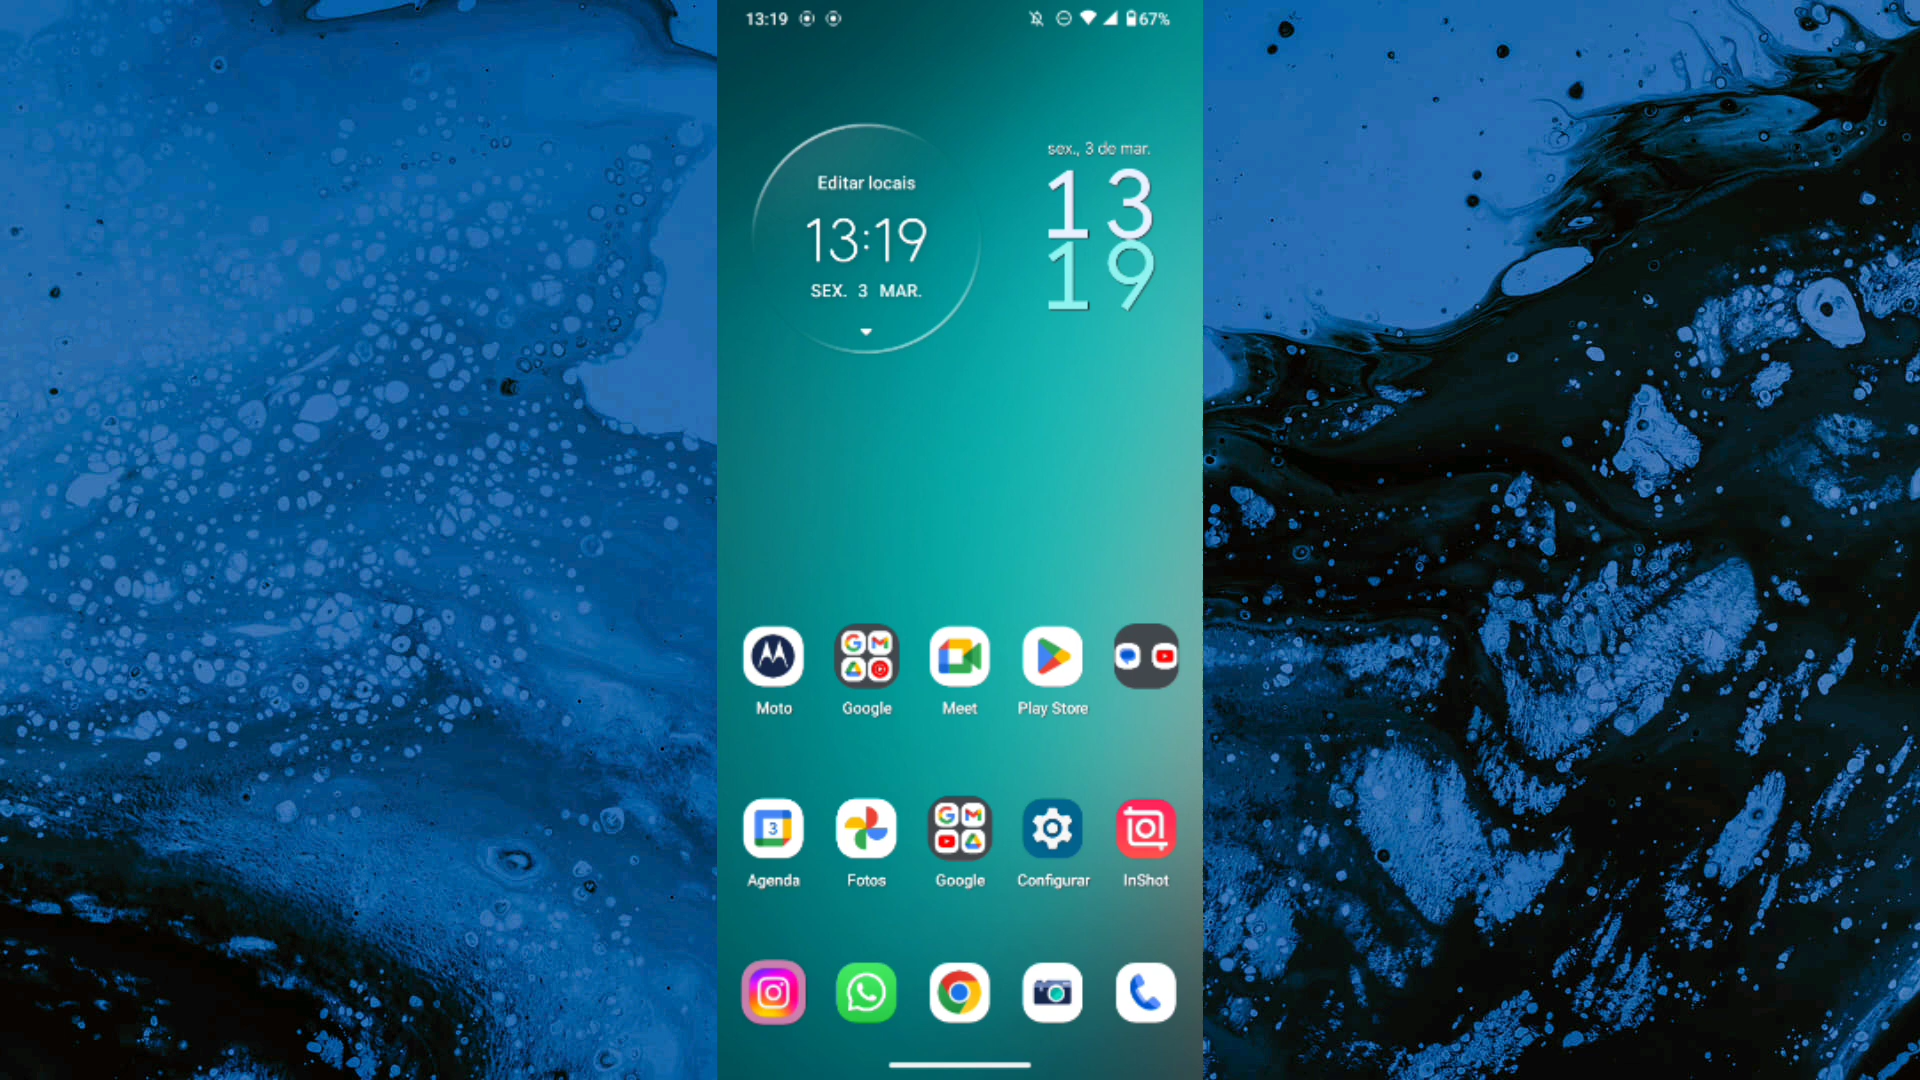 13:19
67%
Editar locais
13:19
SEX. 3 MAR.
sex., 3 de mar.
13
19
Moto
Google
Meet
Play Store
3
Agenda
Fotos
Google
Configurar
InShot